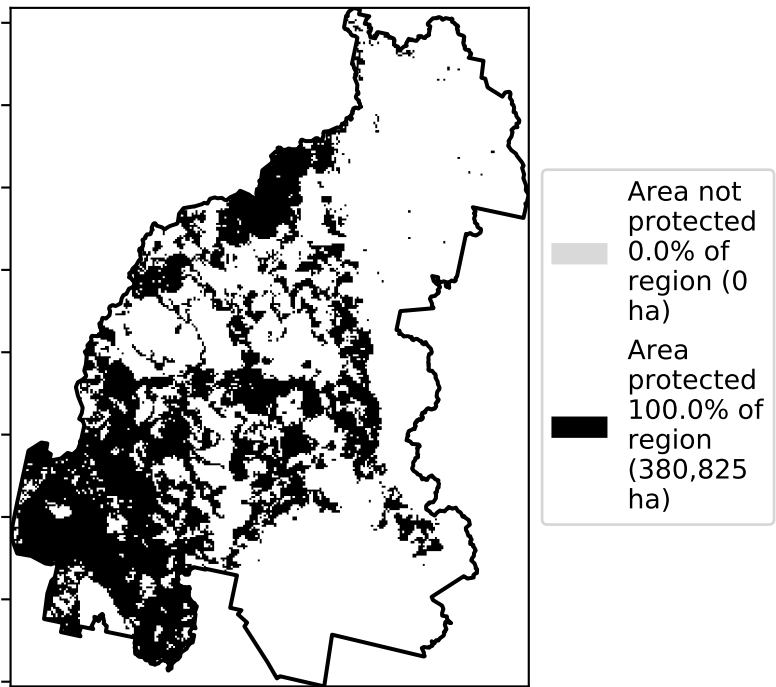 Area not
protected
0.0% of
region (0
ha)
Area
protected
100.0% of
region
(380,825
ha)